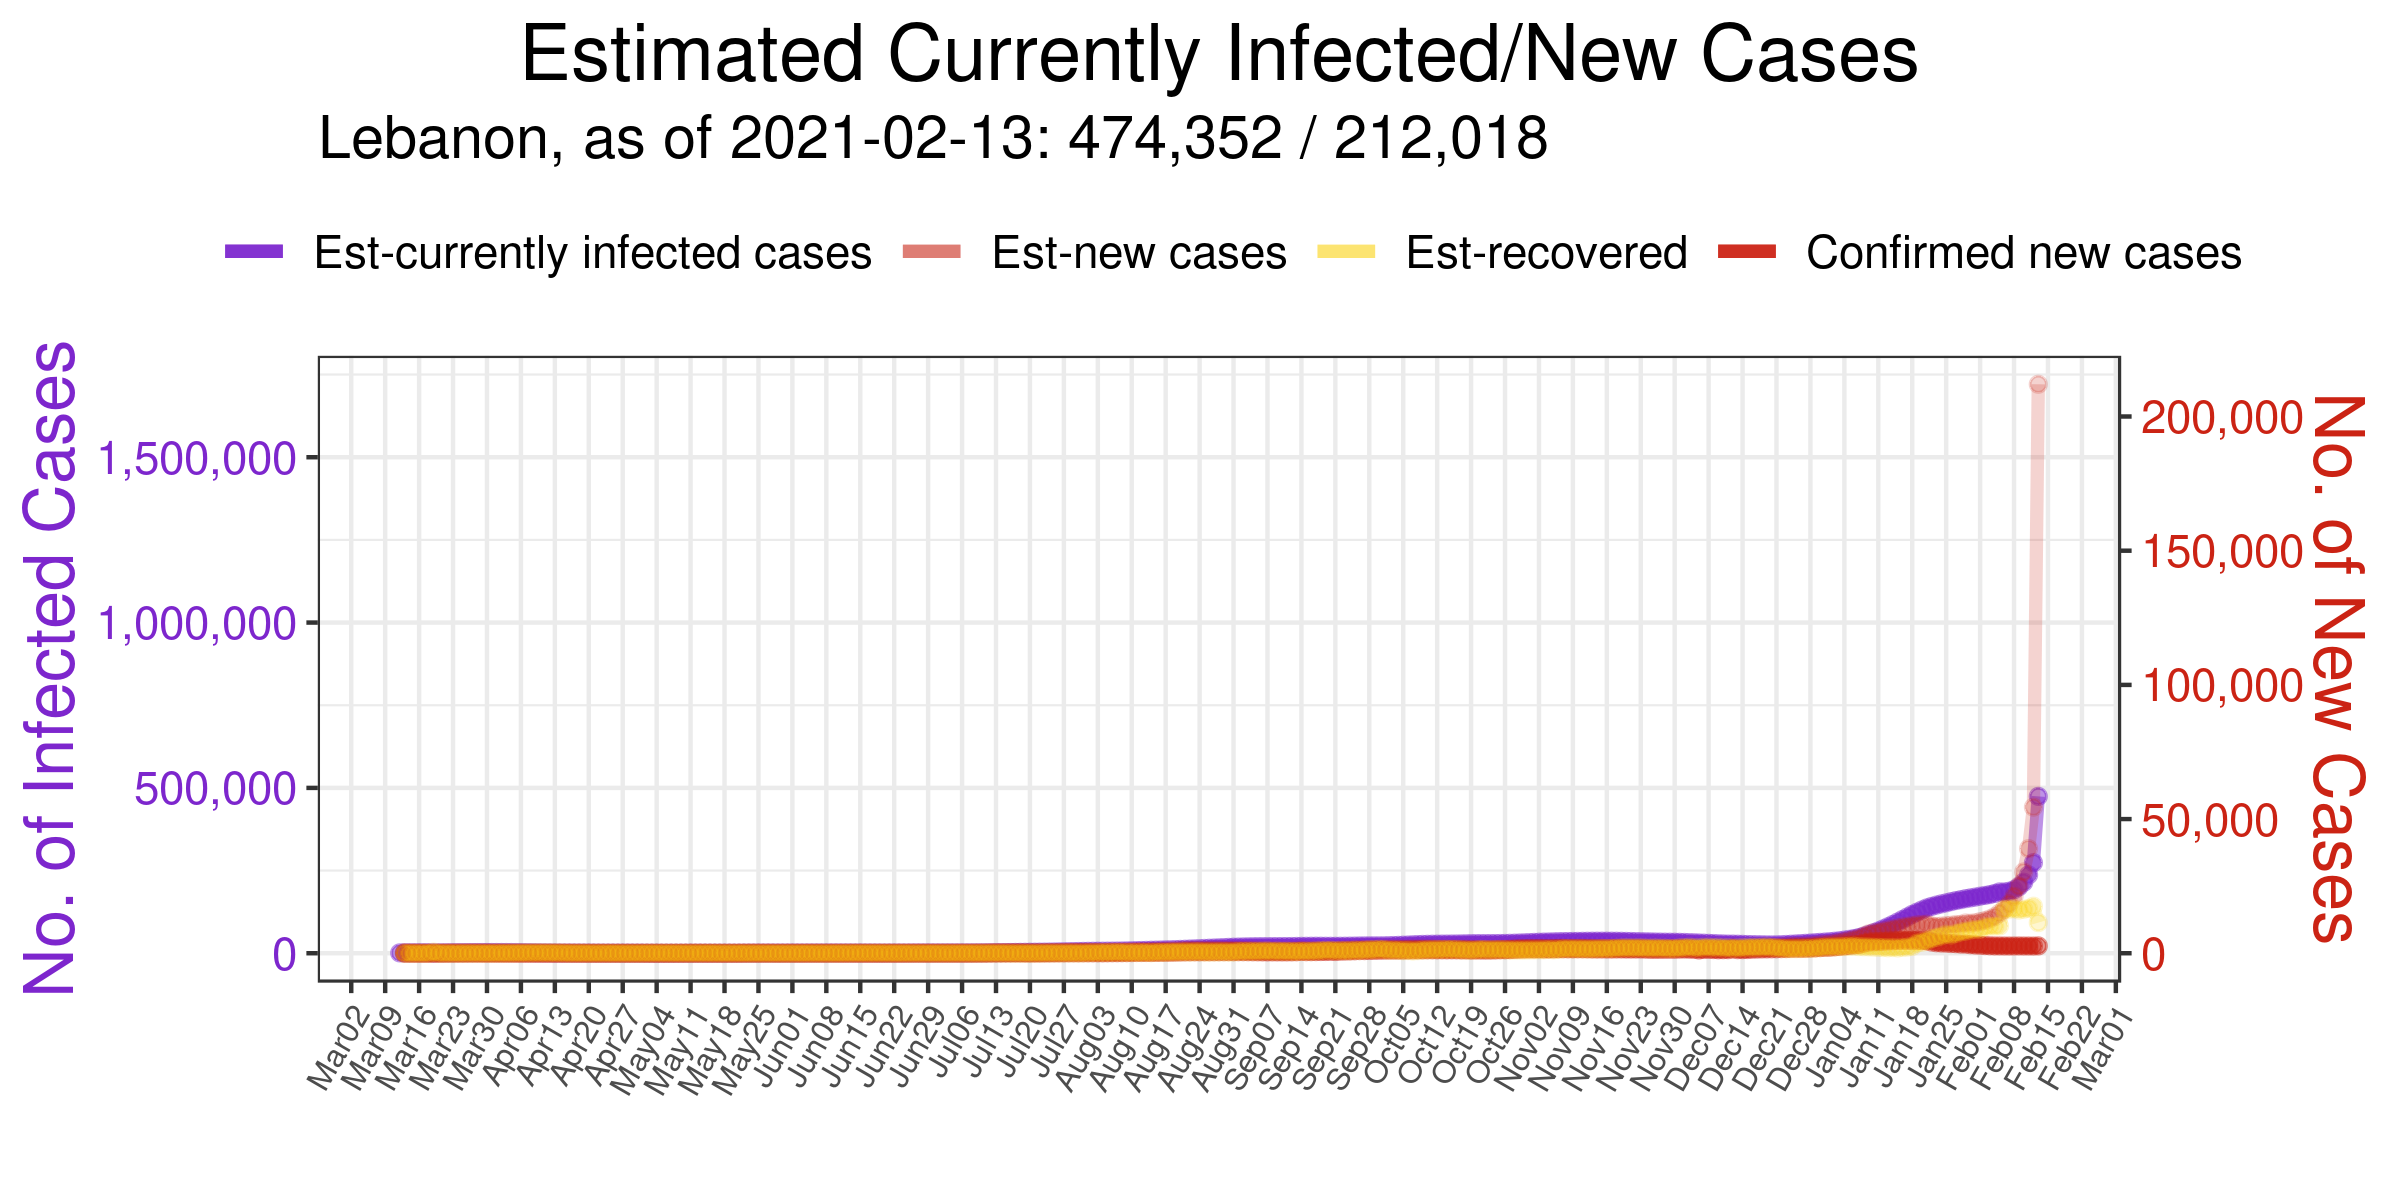 Estimated Currently Infected/New Cases
Lebanon, as of 2021-02-13: 474,352 / 212,018
Est-currently infected cases Est-new cases Est-recovered Confirmed new cases
No. of Infected Cases
1,500,000
1,000,000
500,000
0
200,000
150,000
100,000
50,000
0
No. of New Cases
Mar02 Mar09 Mar16 Mar23 Mar30 Apr06 Apr13 Apr20 Apr27 May04 May11 May18 May25 Jun01 Jun08 Jun15 Jun22 Jun29 Jul06 Jul13 Jul20 Jul27 Aug03 Aug10 Aug17 Aug24 Aug31 Sep07 Sep14 Sep21 Sep28 Oct05 Oct12 Oct19 Oct26 Nov02 Nov09 Nov16 Nov23 Nov30 Dec07 Dec14 Dec21 Dec28 Jan04 Jan11 Jan18 Jan25 Feb01 Feb08 Feb15 Feb22 Mar01